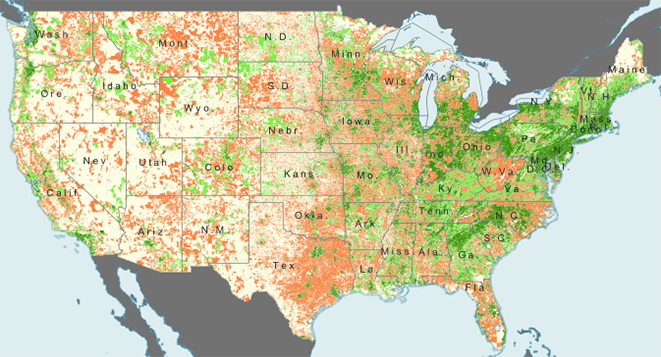 Wash.
Mont.
N.D.
Minn.
Maine
Ore.
Idaho
S.D.
Wis.
Mich.
Vt.
N.H.
N.Y.
Mass.
Conn.
Wyo.
Nebr.
Iowa
Ill.
Ind.
Ohio
Pa.
N.J.
Md.
Del.
D.C.
Nev.
Utah
Colo.
Kans.
Mo.
Ky.
W.Va.
Va.
Calif.
Ariz.
N.M.
Okla.
Ark.
Tenn.
N.C.
S.C.
Tex.
La.
Miss.
Ala.
Ga.
Fla.